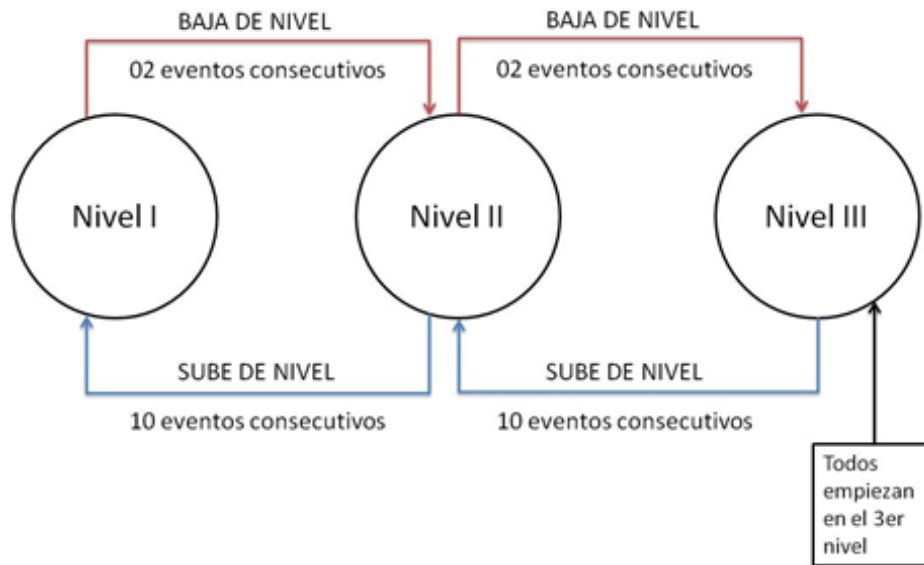 BAJA DE NIVEL
02 eventos consecutivos
BAJA DE NIVEL
02 eventos consecutivos
Nivel I
Nivel II
Nivel III
SUBE DE NIVEL
10 eventos consecutivos
SUBE DE NIVEL
10 eventos consecutivos
Todos
empiezan
en el 3er
nivel